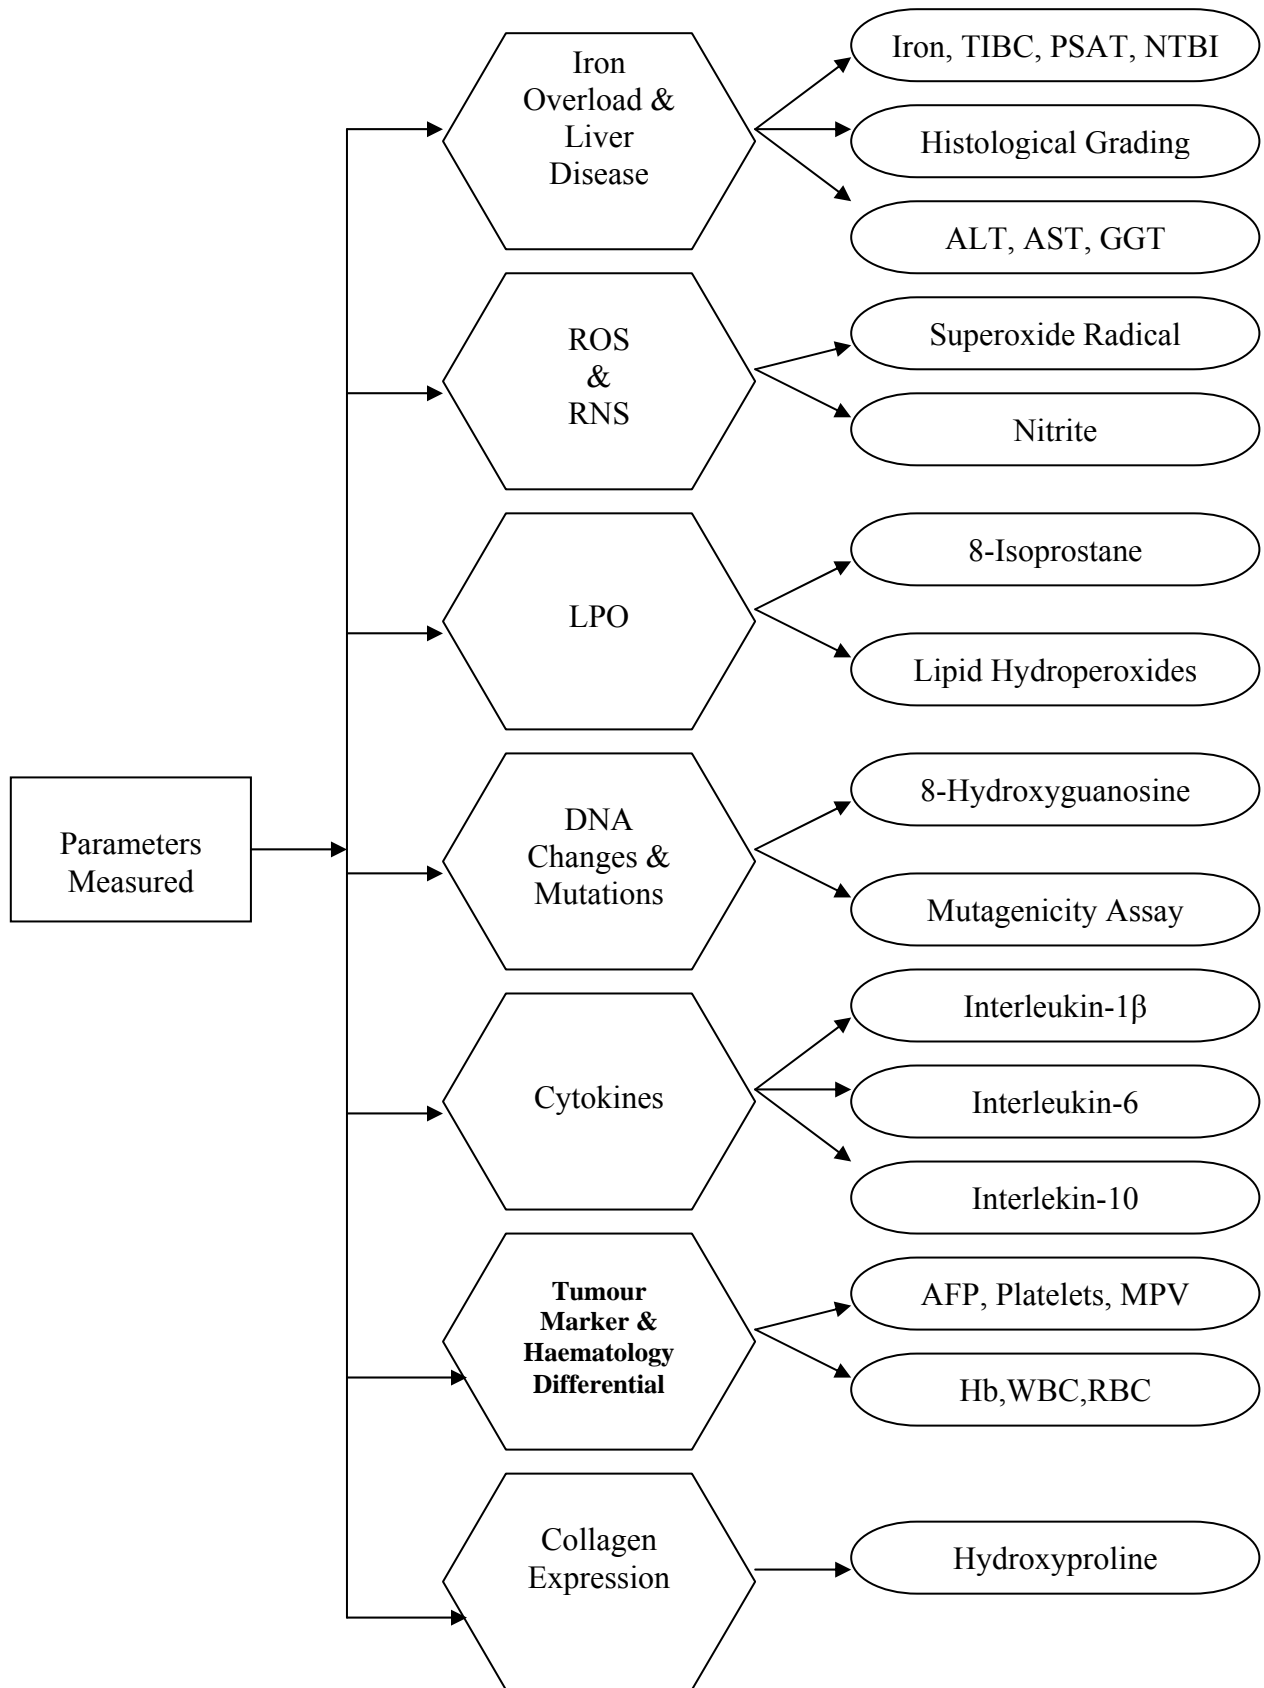 Parameters
Measured
Iron
Overload &
Liver
Disease
Iron, TIBC, PSAT, NTBI
Histological Grading
ALT, AST, GGT
ROS
&
RNS
Superoxide Radical
Nitrite
LPO
8-Isoprostane
Lipid Hydroperoxides
DNA
Changes &
Mutations
8-Hydroxyguanosine
Mutagenicity Assay
Cytokines
Interleukin-1β
Interleukin-6
Interlekin-10
Tumour
Marker &
Haematology
Differential
AFP, Platelets, MPV
Hb,WBC,RBC
Collagen
Expression
Hydroxyproline